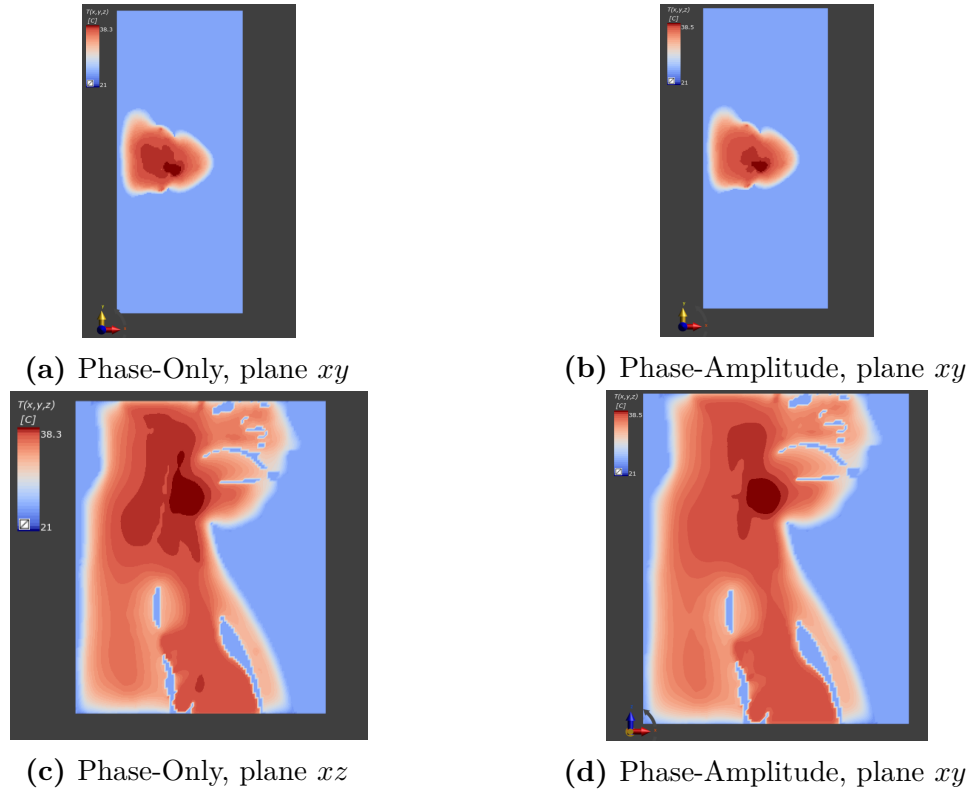 T(x,y,z)
[C]
38.3
21
T(x,y,z)
[C]
38.5
21
(a) Phase-Only, plane xy
(b) Phase-Amplitude, plane xy
T(x,y,z)
[C]
38.3
21
T(x,y,z)
[C]
38.5
21
(c) Phase-Only, plane xz
(d) Phase-Amplitude, plane xy